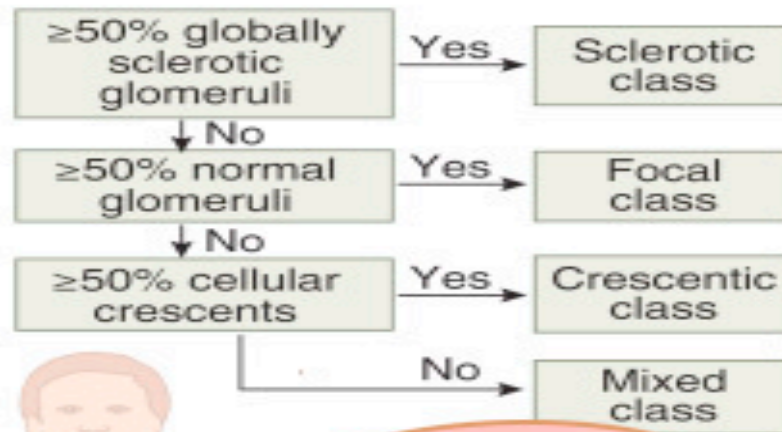 ≥50% globally
sclerotic
glomeruli
Yes
Sclerotic
class
No
≥50% normal
glomeruli
Yes
Focal
class
No
≥50% cellular
crescents
Yes
Crescentic
class
No
Mixed
class